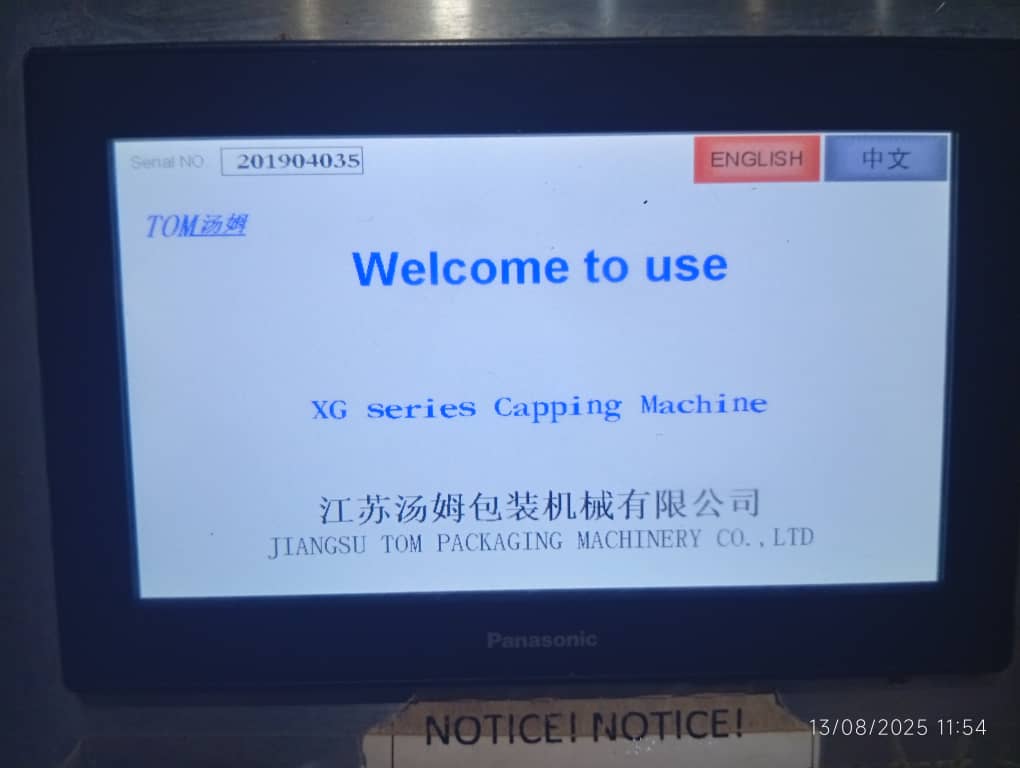 Serial NO 201904035 ENGLISH 中文
TOM汤姆
Welcome to use
XG series Capping Machine
江苏汤姆包装机械有限公司
JIANGSU TOM PACKAGING MACHINERY CO.,LTD
Panasonic
NOTICE! NOTICE!
13/08/2025 11:54